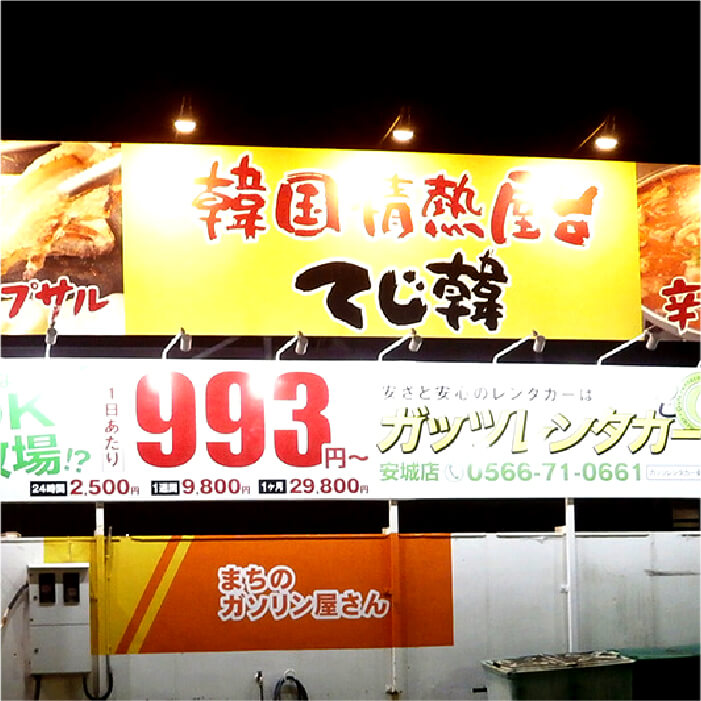 韓国情熱屋台
てじ韓
プサル
辛
OK
牧場!?
1日あたり
993円〜
24時間 2,500円 1週間 9,800円 1ヶ月 29,800円
安さと安心のレンタカーは
ガッツレンタカー
安城店 0566-71-0661
まちの
ガソリン屋さん